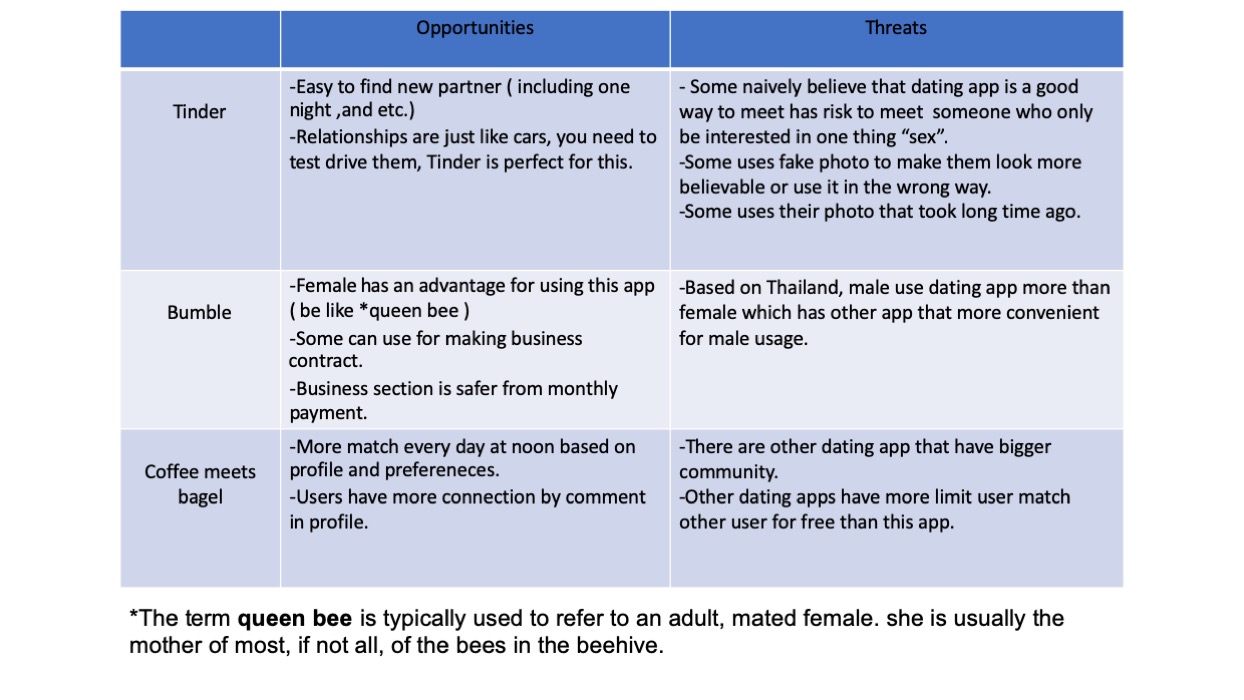 Opportunities
Threats
Tinder
-Easy to find new partner ( including one
night ,and etc.)
-Relationships are just like cars, you need to
test drive them, Tinder is perfect for this.
- Some naively believe that dating app is a good
way to meet has risk to meet someone who only
be interested in one thing “sex”.
-Some uses fake photo to make them look more
believable or use it in the wrong way.
-Some uses their photo that took long time ago.
Bumble
-Female has an advantage for using this app
( be like *queen bee )
-Some can use for making business
contract.
-Business section is safer from monthly
payment.
-Based on Thailand, male use dating app more than
female which has other app that more convenient
for male usage.
Coffee meets
bagel
-More match every day at noon based on
profile and prefereneces.
-Users have more connection by comment
in profile.
-There are other dating app that have bigger
community.
-Other dating apps have more limit user match
other user for free than this app.
*The term queen bee is typically used to refer to an adult, mated female. she is usually the
mother of most, if not all, of the bees in the beehive.